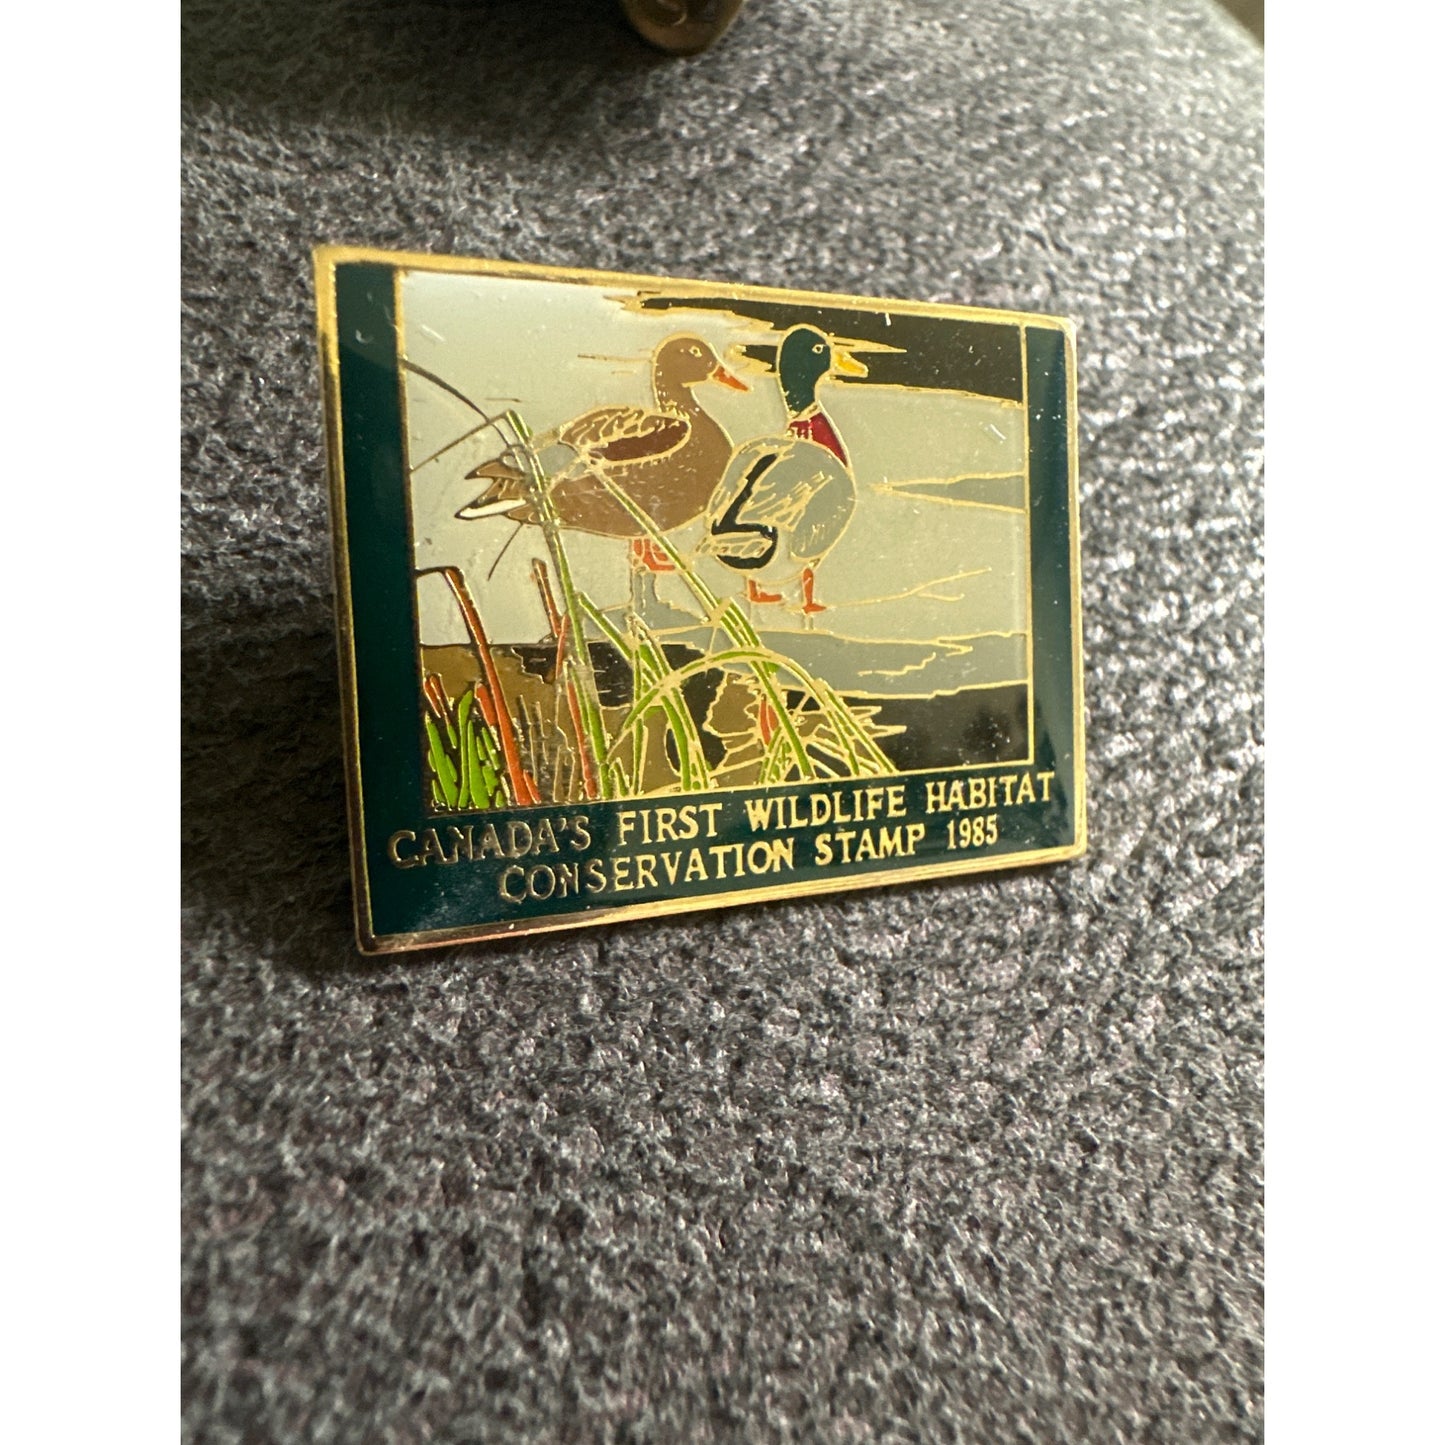 CANADA'S FIRST WILDLIFE HABITAT
CONSERVATION STAMP 1985